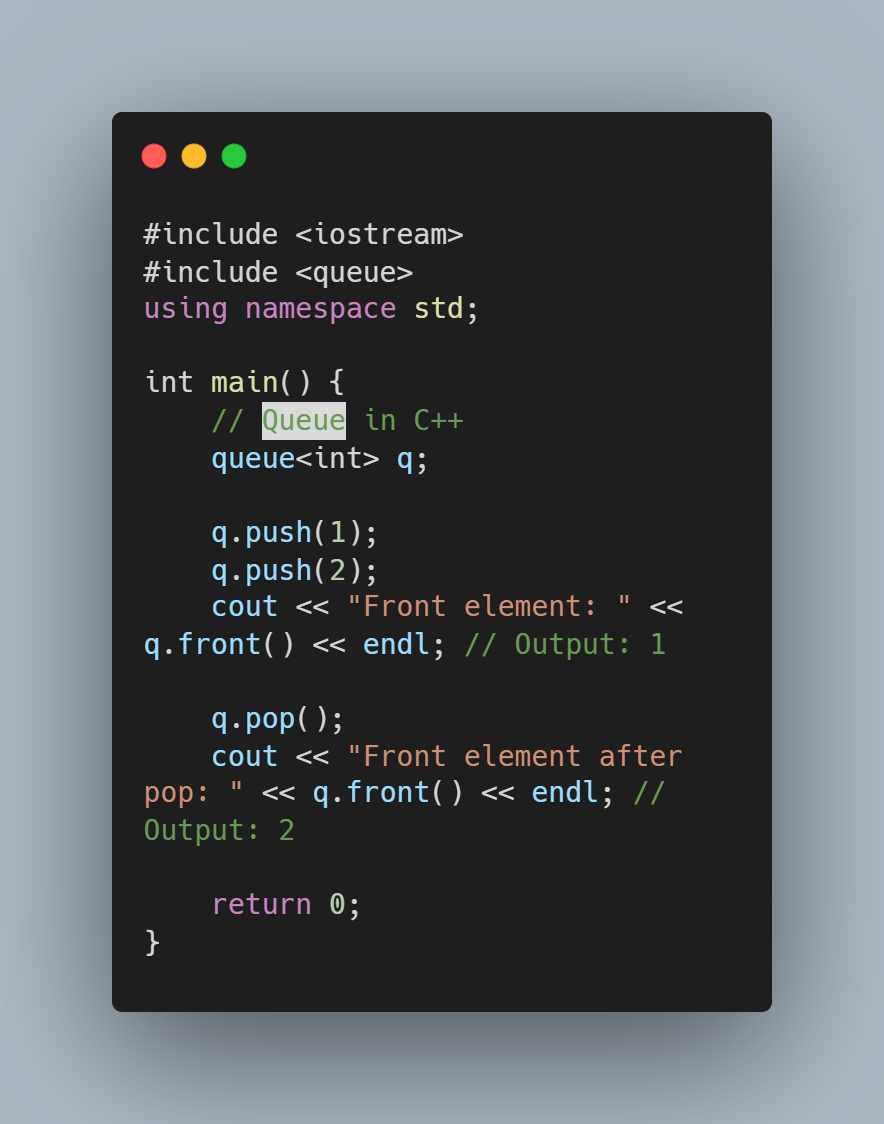 #include <iostream>
#include <queue>
using namespace std;

int main() {
    // Queue in C++
    queue<int> q;

    q.push(1);
    q.push(2);
    cout << "Front element: " <<
q.front() << endl; // Output: 1

    q.pop();
    cout << "Front element after
pop: " << q.front() << endl; //
Output: 2

    return 0;
}